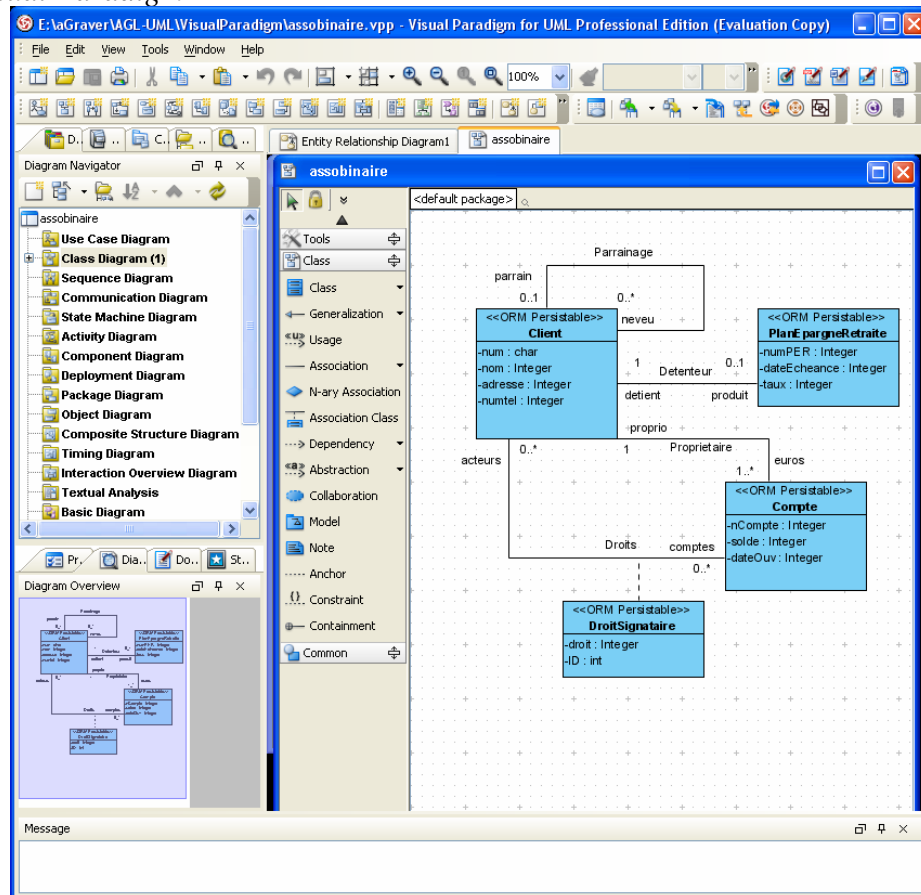 E:\aGraver\AGL-UML\VisualParadigm\assobinaire.vpp - Visual Paradigm for UML Professional Edition (Evaluation Copy)
File Edit View Tools Window Help
100%
D.. .. C.. .. ..
Entity Relationship Diagram1 assobinaire
Diagram Navigator
assobinaire
Use Case Diagram
Class Diagram (1)
Sequence Diagram
Communication Diagram
State Machine Diagram
Activity Diagram
Component Diagram
Deployment Diagram
Package Diagram
Object Diagram
Composite Structure Diagram
Timing Diagram
Interaction Overview Diagram
Textual Analysis
Basic Diagram
Pr. Dia.. Do.. St..
Diagram Overview
assobinaire
Tools
Class
Class
Generalization
Usage
Association
N-ary Association
Association Class
Dependency
Abstraction
Collaboration
Model
Note
Anchor
Constraint
Containment
Common
<default package>
Parrainage
parrain
0..1 0..*
neveu
<<ORM Persistable>>
Client
-num : char
-nom : Integer
-adresse : Integer
-numtel : Integer
1 Detenteur 0..1
detient produit
<<ORM Persistable>>
PlanEpargneRetraite
-numPER : Integer
-dateEcheance : Integer
-taux : Integer
proprio
1 Proprietaire
1..* euros
0..*
acteurs
<<ORM Persistable>>
Compte
-nCompte : Integer
-solde : Integer
-dateOuv : Integer
Droits comptes
0..*
<<ORM Persistable>>
DroitSignataire
-droit : Integer
-ID : int
Message